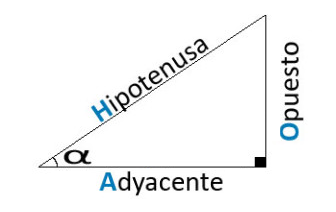 Hipotenusa
Opuesto
α
Adyacente